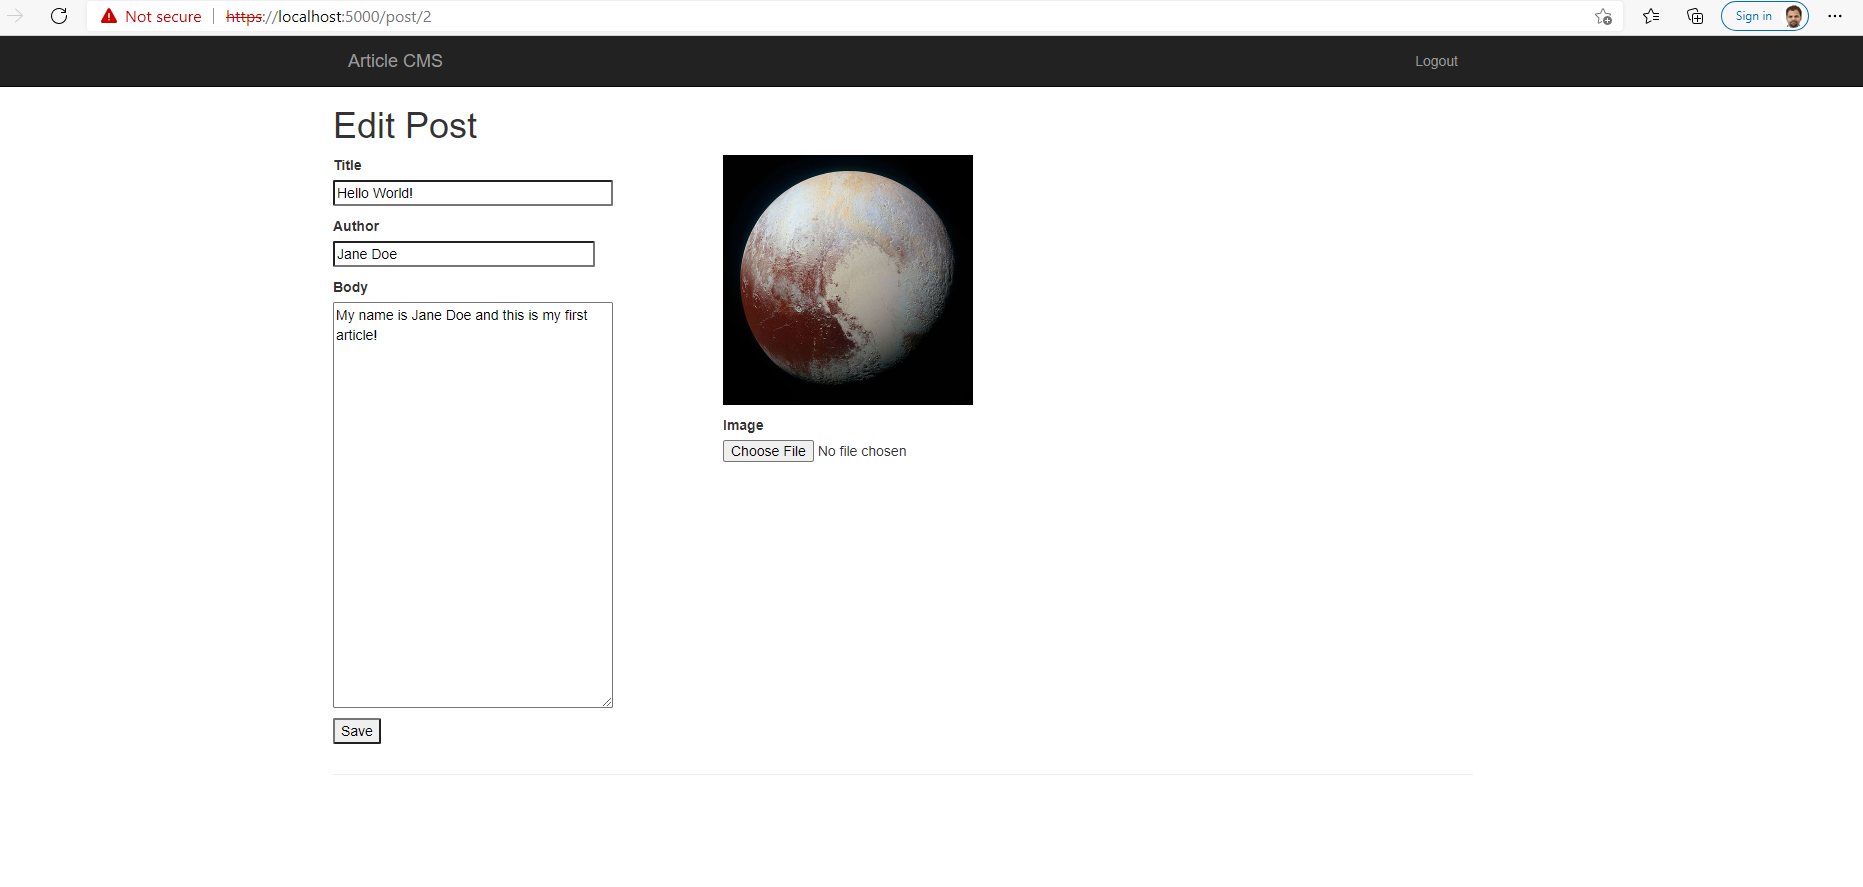 Not secure https://localhost:5000/post/2 Sign in
Article CMS Logout
Edit Post
Title
Hello World!
Author
Jane Doe
Body
My name is Jane Doe and this is my first
article!
Image
Choose File No file chosen
Save